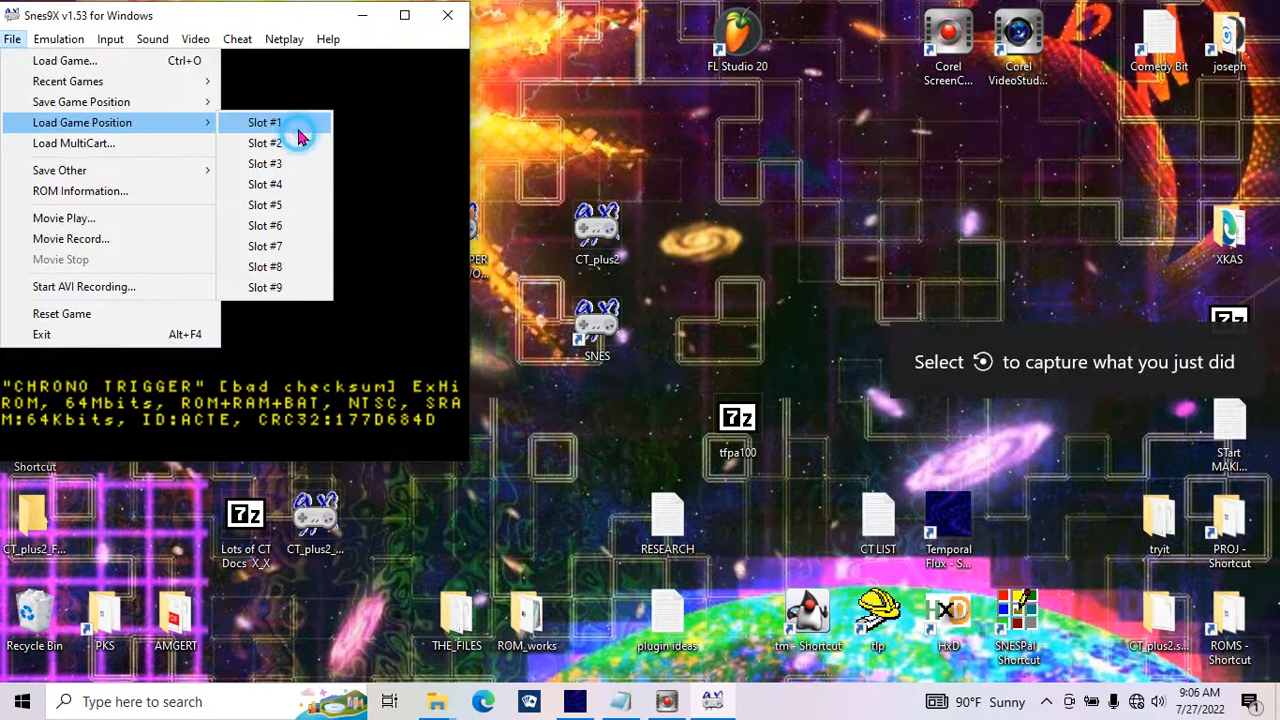 Snes9X v1.53 for Windows
File Emulation Input Sound Video Cheat Netplay Help
Load Game... Ctrl+O
Recent Games
Save Game Position
Load Game Position
Load MultiCart...
Save Other
ROM Information...
Movie Play...
Movie Record...
Movie Stop
Start AVI Recording...
Reset Game
Exit Alt+F4
Slot #1
Slot #2
Slot #3
Slot #4
Slot #5
Slot #6
Slot #7
Slot #8
Slot #9
"CHRONO TRIGGER" [bad checksum] ExHi
ROM, 64Mbits, ROM+RAM+BAT, NTSC, SRA
M:64Kbits, ID:ACTE, CRC32:177D684D
FL Studio 20
Corel
ScreenC...
Corel
VideoStud...
Comedy Bit
joseph
CT_plus2
XKAS
SNES
Select to capture what you just did
7z
tfpa100
STart
MAKI...
Shortcut
CT_plus2_F...
7z
Lots of CT
Docs X_X
CT_plus2_...
RESEARCH
CT LIST
Temporal
Flux - S...
tryit
PROJ -
Shortcut
Recycle Bin
PKS
AMGERT
THE_FILES
ROM_works
plugin ideas
tm - Shortcut
tlp
HxD
HxD
SNESPal -
Shortcut
CT_plus2.s...
ROMS -
Shortcut
Type here to search
90°F Sunny
9:06 AM
7/27/2022
1